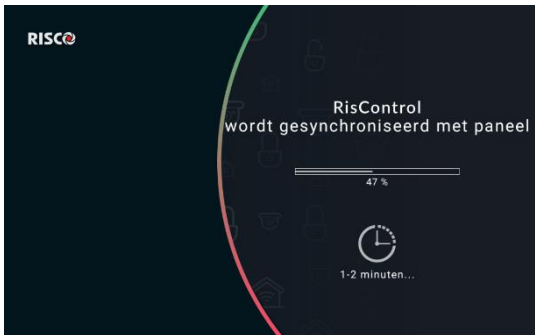 RISCO
RisControl
wordt gesynchroniseerd met paneel
47 %
1-2 minuten...